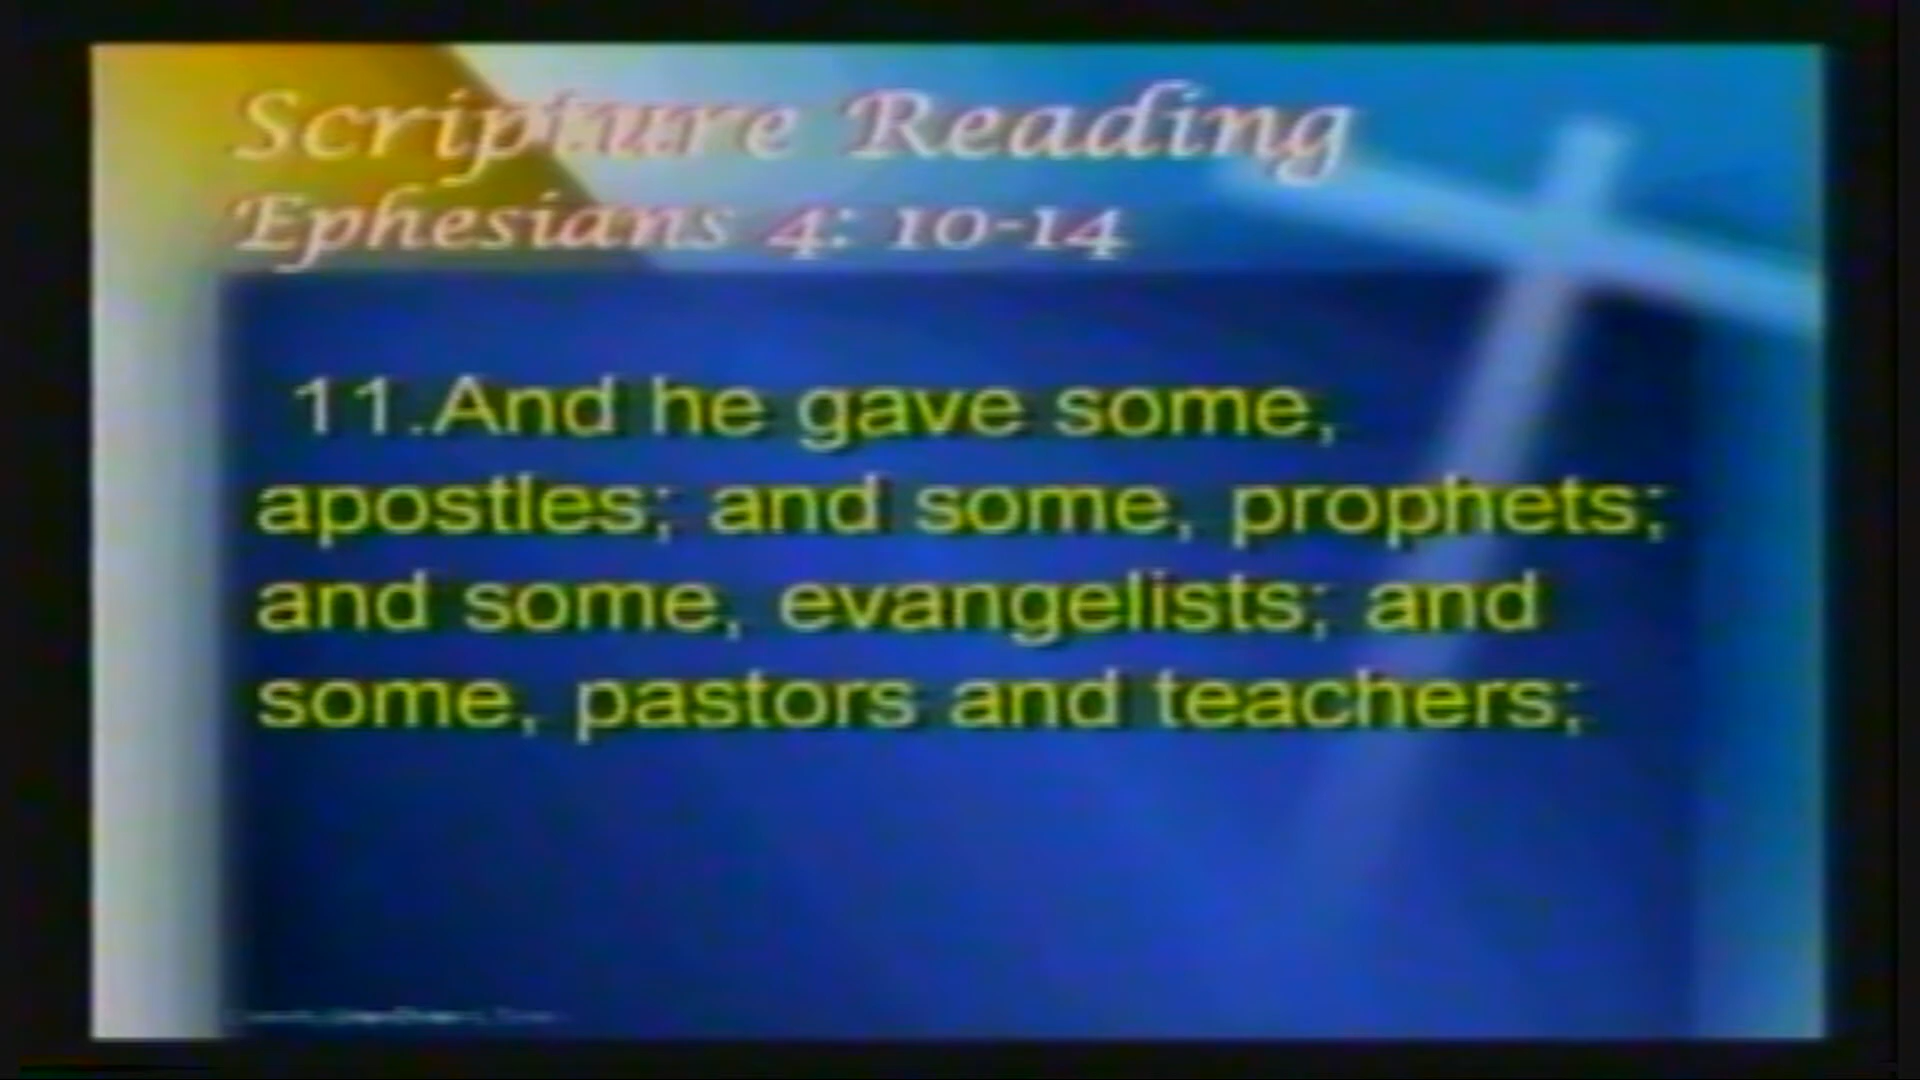 Scripture Reading
Ephesians 4: 10-14
11.And he gave some,
apostles; and some, prophets;
and some, evangelists; and
some, pastors and teachers;